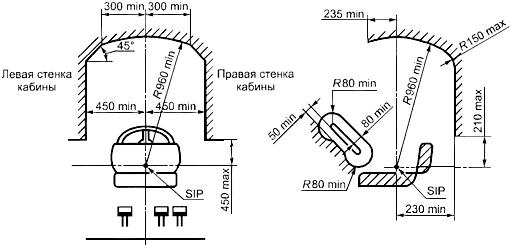 300 min
300 min
235 min
45°
R960 min
R150 max
Левая стенка
кабины
Правая стенка
кабины
450 min
450 min
R80 min
50 min
80 min
R960 min
210 max
450 max
R80 min
SIP
SIP
230 min